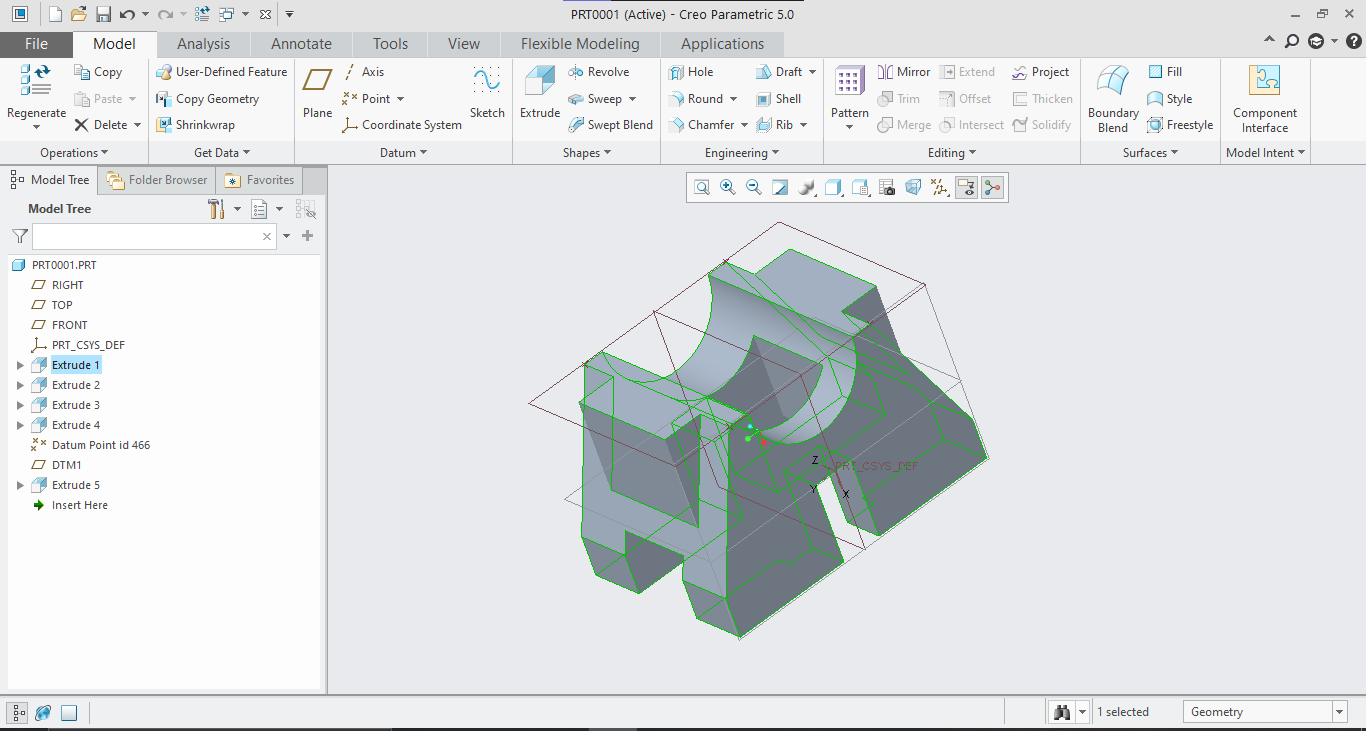 PRT0001 (Active) - Creo Parametric 5.0
File Model Analysis Annotate Tools View Flexible Modeling Applications
Regenerate
Copy
Paste
Delete
Operations
User-Defined Feature
Copy Geometry
Shrinkwrap
Get Data
Plane
Axis
Point
Coordinate System
Sketch
Datum
Extrude
Revolve
Sweep
Swept Blend
Shapes
Hole
Round
Chamfer
Draft
Shell
Rib
Engineering
Pattern
Mirror
Trim
Merge
Extend
Offset
Intersect
Project
Thicken
Solidify
Editing
Boundary
Blend
Fill
Style
Freestyle
Surfaces
Component
Interface
Model Intent
Model Tree Folder Browser Favorites
Model Tree
PRT0001.PRT
RIGHT
TOP
FRONT
PRT_CSYS_DEF
Extrude 1
Extrude 2
Extrude 3
Extrude 4
Datum Point id 466
DTM1
Extrude 5
Insert Here
Z
PRT_CSYS_DEF
Y
X
1 selected
Geometry